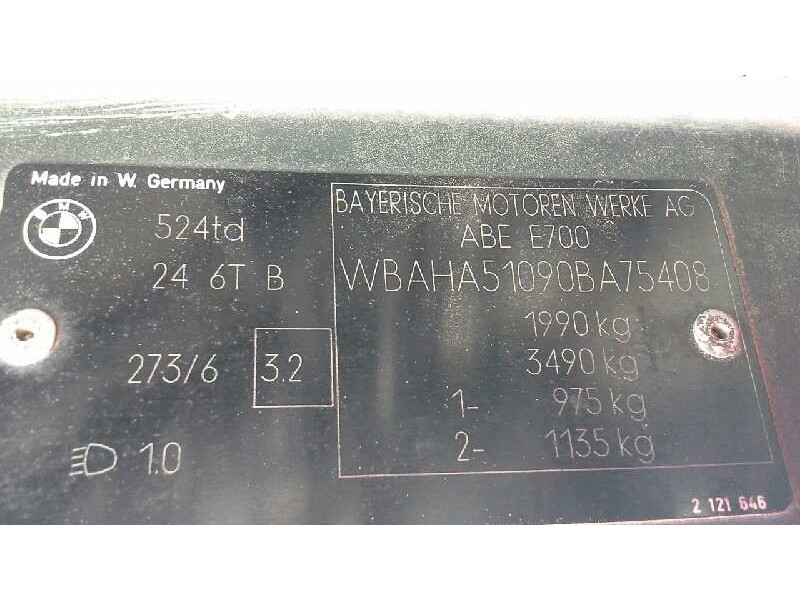 Made in W. Germany
BMW
524td
24 6T B
273/6 3.2
1.0
BAYERISCHE MOTOREN WERKE AG
ABE E700
WBAHA51090BA75408
1990 kg
3490 kg
1- 975 kg
2- 1135 kg
2 121 646